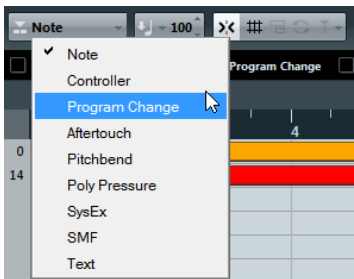 Note 100
Note
Program Change
Controller
Program Change
4
Aftertouch
0
Pitchbend
14
Poly Pressure
SysEx
SMF
Text